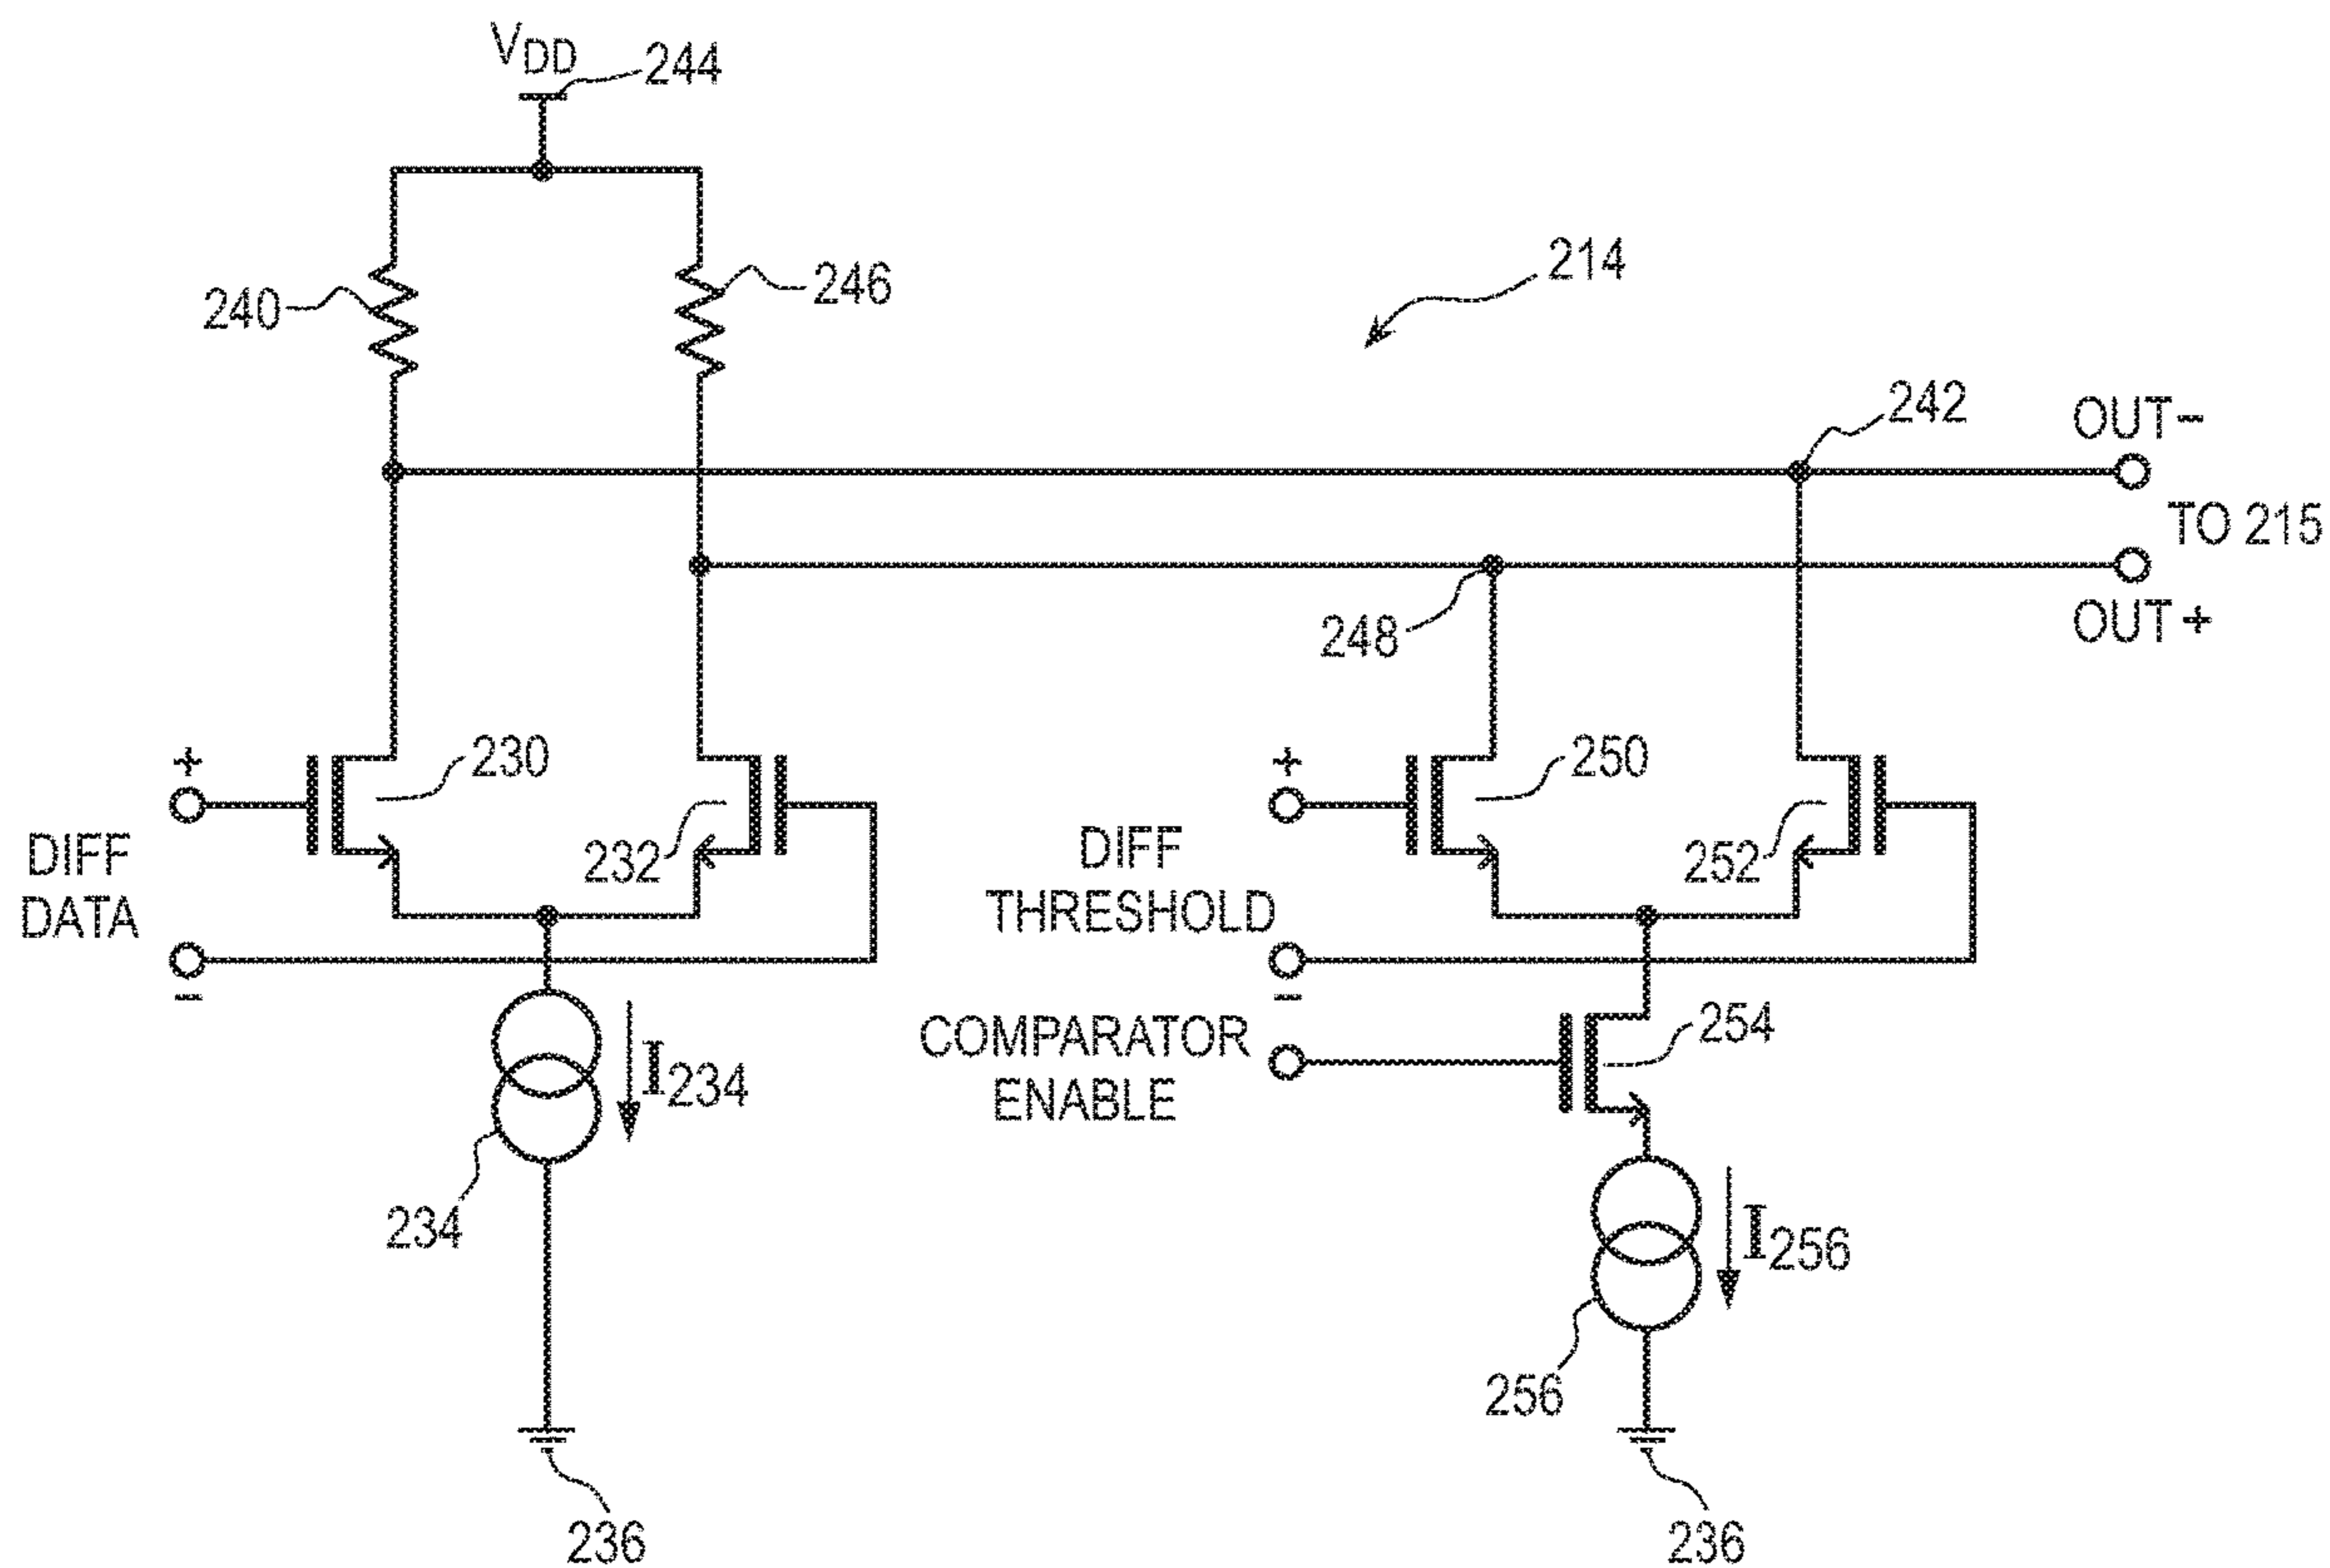 VDD
244
240
246
214
242
OUT-
TO 215
248
OUT+
+
230
232
DIFF
DATA
-
I234
234
236
+
250
252
DIFF
THRESHOLD
-
COMPARATOR
ENABLE
254
I256
256
236